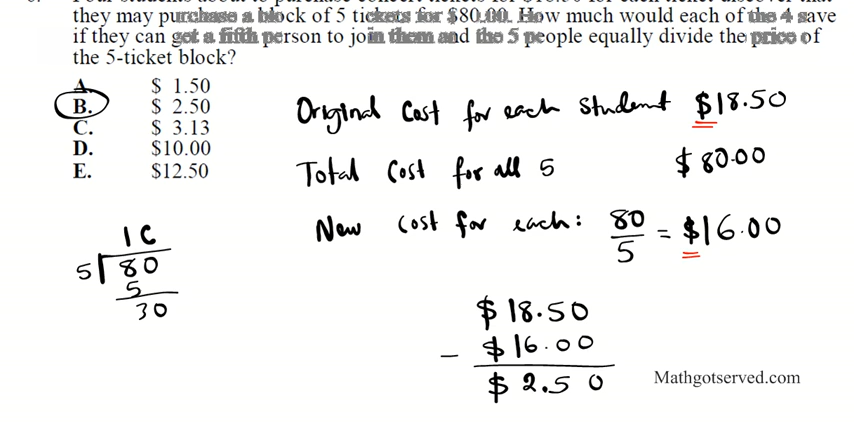 they may purchase a block of 5 tickets for $80.00. How much would each of the 4 save
if they can get a fifth person to join them and the 5 people equally divide the price of
the 5-ticket block?
A. $ 1.50
B. $ 2.50
C. $ 3.13
D. $10.00
E. $12.50
Original Cost for each student $18.50
Total Cost for all 5 $80.00
New Cost for each: 80/5 = $16.00
1C
5 80
5
30
$18.50
- $16.00
$ 2.50
Mathgotserved.com